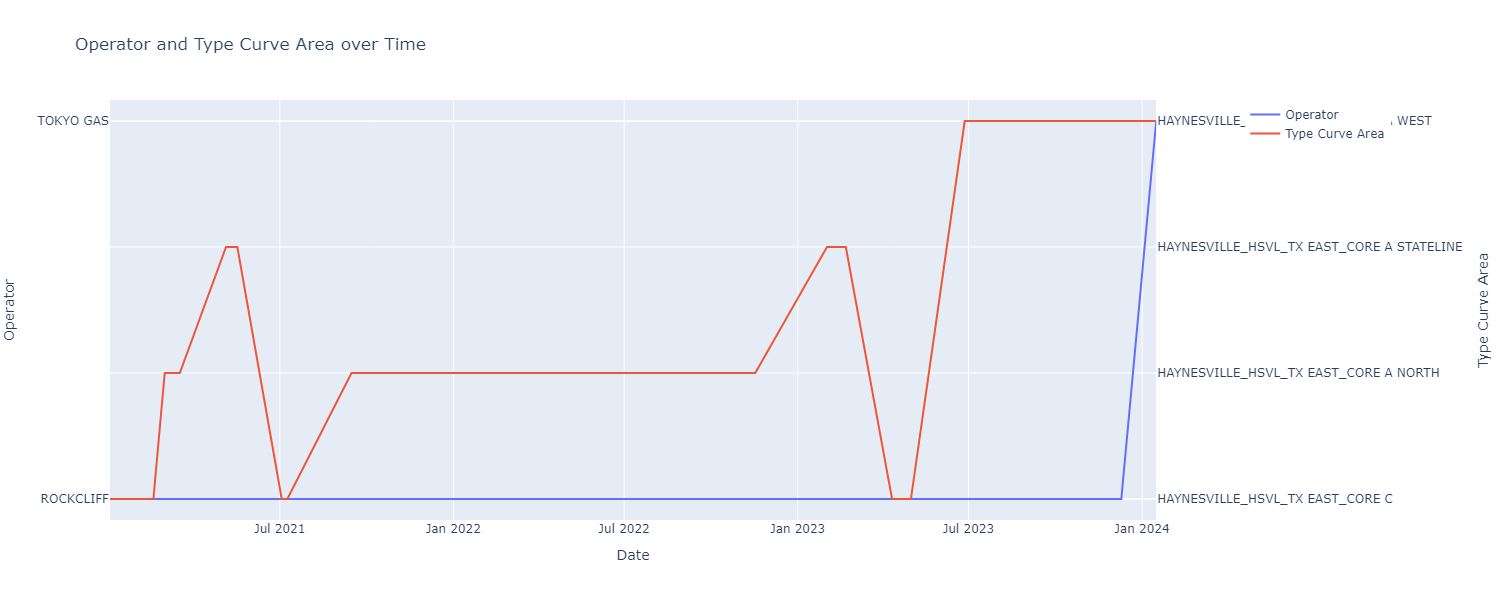 Operator and Type Curve Area over Time
TOKYO GAS
ROCKCLIFF
Operator
Jul 2021
Jan 2022
Jul 2022
Jan 2023
Jul 2023
Jan 2024
Date
HAYNESVILLE_ WEST
HAYNESVILLE_HSVL_TX EAST_CORE A STATELINE
HAYNESVILLE_HSVL_TX EAST_CORE A NORTH
HAYNESVILLE_HSVL_TX EAST_CORE C
Type Curve Area
Operator
Type Curve Area